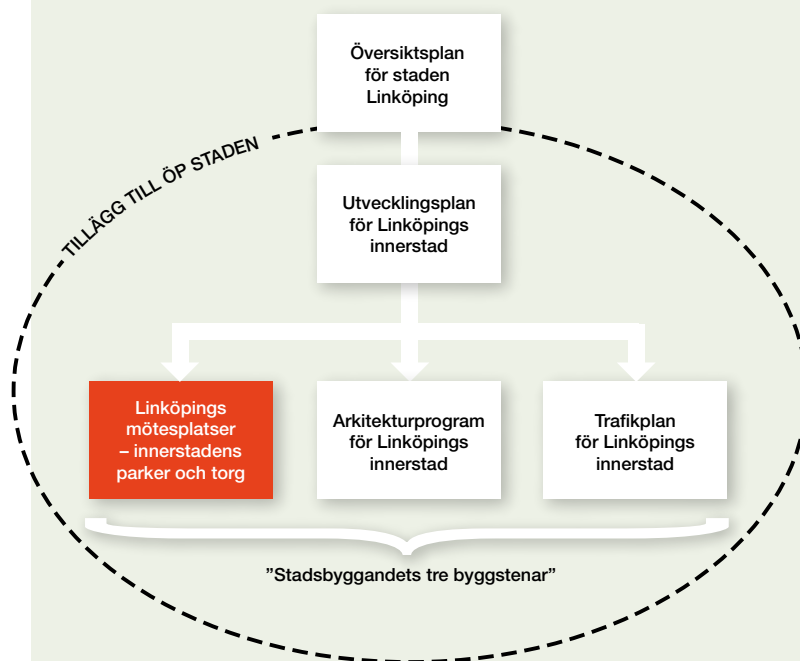 Översiktsplan
för staden
Linköping
TILLÄGG TILL ÖP STADEN
Utvecklingsplan
för Linköpings
innerstad
Linköpings
mötesplatser
– innerstadens
parker och torg
Arkitekturprogram
för Linköpings
innerstad
Trafikplan
för Linköpings
innerstad
”Stadsbyggandets tre byggstenar”